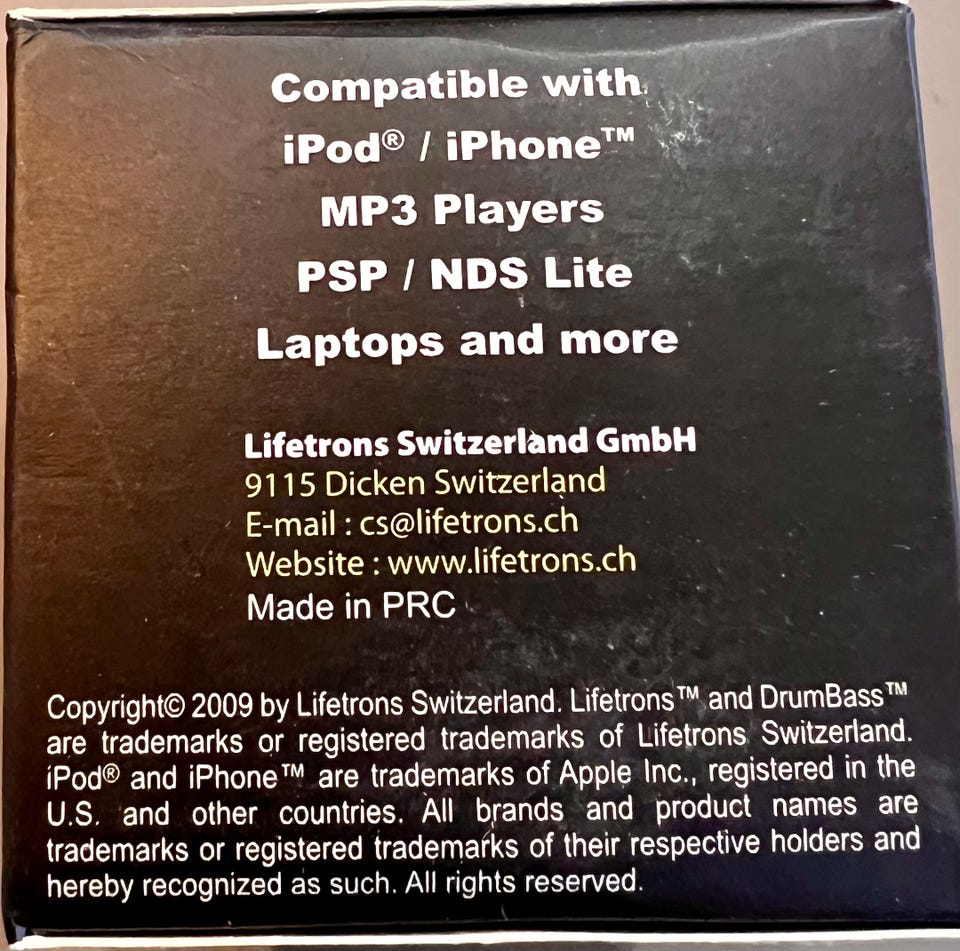 Compatible with
iPod® / iPhone™
MP3 Players
PSP / NDS Lite
Laptops and more
Lifetrons Switzerland GmbH
9115 Dicken Switzerland
E-mail : cs@lifetrons.ch
Website : www.lifetrons.ch
Made in PRC
Copyright© 2009 by Lifetrons Switzerland. Lifetrons™ and DrumBass™
are trademarks or registered trademarks of Lifetrons Switzerland.
iPod® and iPhone™ are trademarks of Apple Inc., registered in the
U.S. and other countries. All brands and product names are
trademarks or registered trademarks of their respective holders and
hereby recognized as such. All rights reserved.